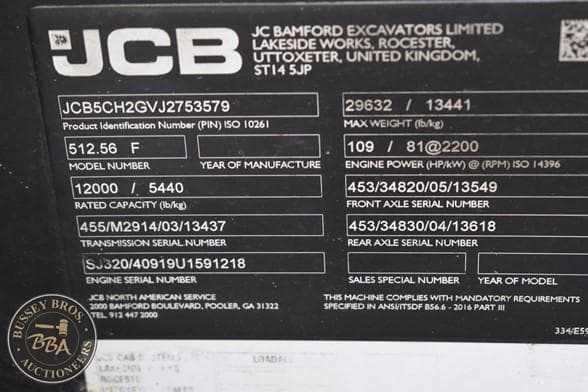 JCB
JC BAMFORD EXCAVATORS LIMITED
LAKESIDE WORKS, ROCESTER,
UTTOXETER, UNITED KINGDOM,
ST14 5JP
JCB5CH2GVJ2753579
Product Identification Number (PIN) ISO 10261
29632 / 13441
MAX WEIGHT (lb/kg)
512.56 F
MODEL NUMBER
YEAR OF MANUFACTURE
109 / 81@2200
ENGINE POWER (HP/kW) @ (RPM) ISO 14396
12000 / 5440
RATED CAPACITY (lb/kg)
453/34820/05/13549
FRONT AXLE SERIAL NUMBER
455/M2914/03/13437
TRANSMISSION SERIAL NUMBER
453/34830/04/13618
REAR AXLE SERIAL NUMBER
SJ320/40919U1591218
ENGINE SERIAL NUMBER
SALES SPECIAL NUMBER
YEAR OF MODEL
JCB NORTH AMERICAN SERVICE
2000 BAMFORD BOULEVARD, POOLER, GA 31322
TEL. 912 447 2000
THIS MACHINE COMPLIES WITH MANDATORY REQUIREMENTS
SPECIFIED IN ANSI/ITSDF B56.6 - 2016 PART III
334/E59
BUSSEY BROS.
BBA
AUCTIONEERS